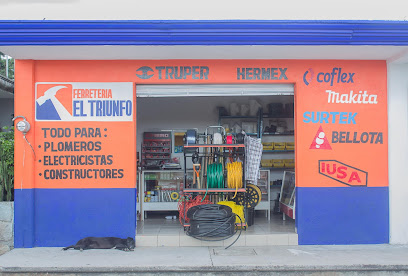 FERRETERIA
EL TRIUNFO
TODO PARA:
• PLOMEROS
• ELECTRICISTAS
• CONSTRUCTORES
TRUPER
HERMEX
coflex
makita
SURTEK
BELLOTA
IUSA